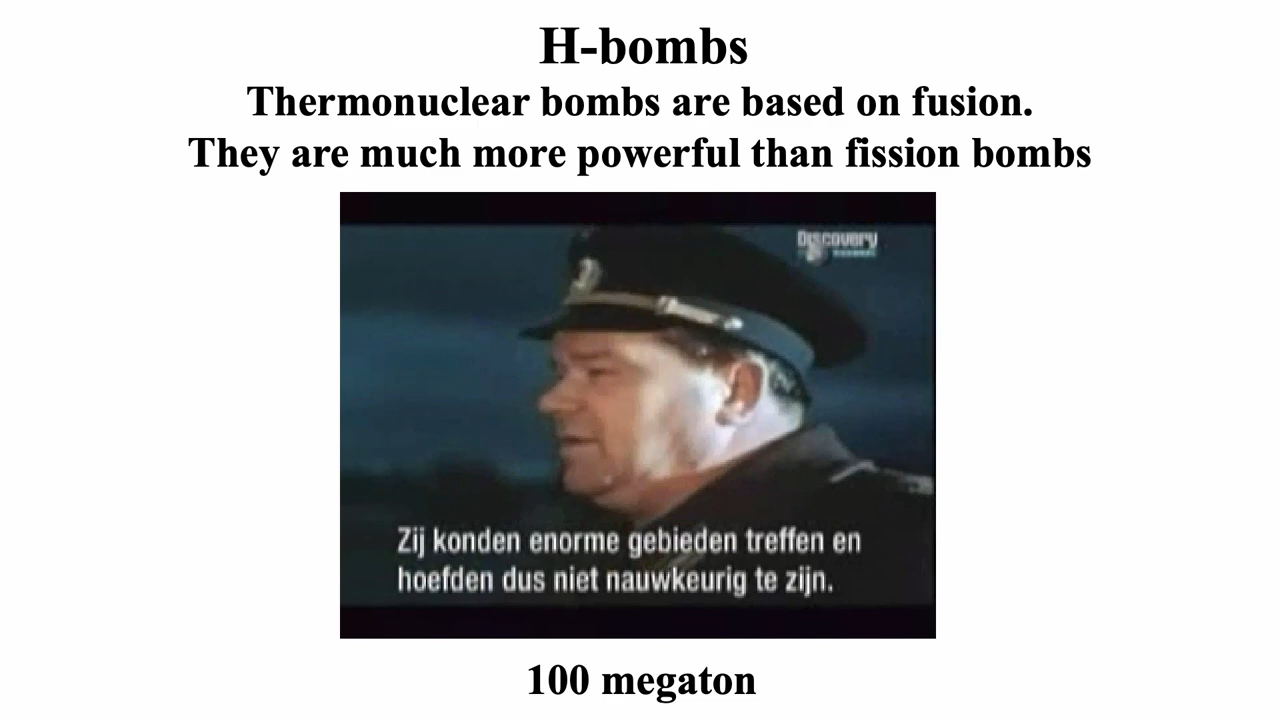 H-bombs
Thermonuclear bombs are based on fusion.
They are much more powerful than fission bombs
Discovery
CHANNEL
Zij konden enorme gebieden treffen en
hoefden dus niet nauwkeurig te zijn.
100 megaton